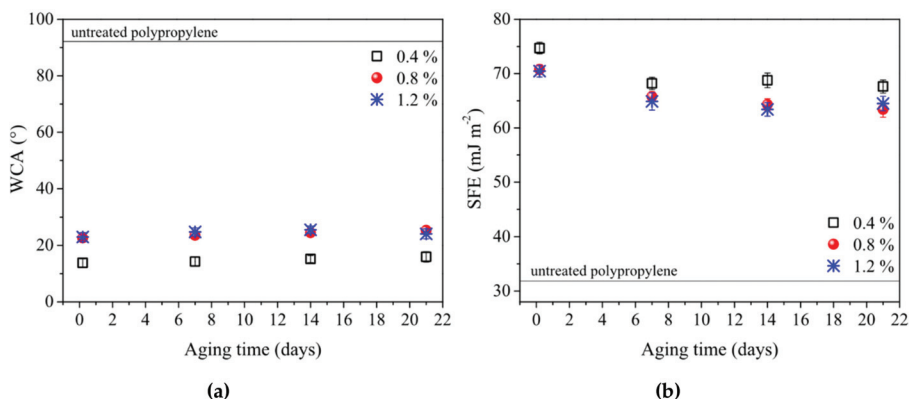 100
untreated polypropylene
0.4 %
0.8 %
1.2 %
80
60
40
20
0
WCA (°)
0 2 4 6 8 10 12 14 16 18 20 22
Aging time (days)
(a)
80
70
60
50
40
30
SFE (mJ m⁻²)
0.4 %
0.8 %
1.2 %
untreated polypropylene
0 2 4 6 8 10 12 14 16 18 20 22
Aging time (days)
(b)